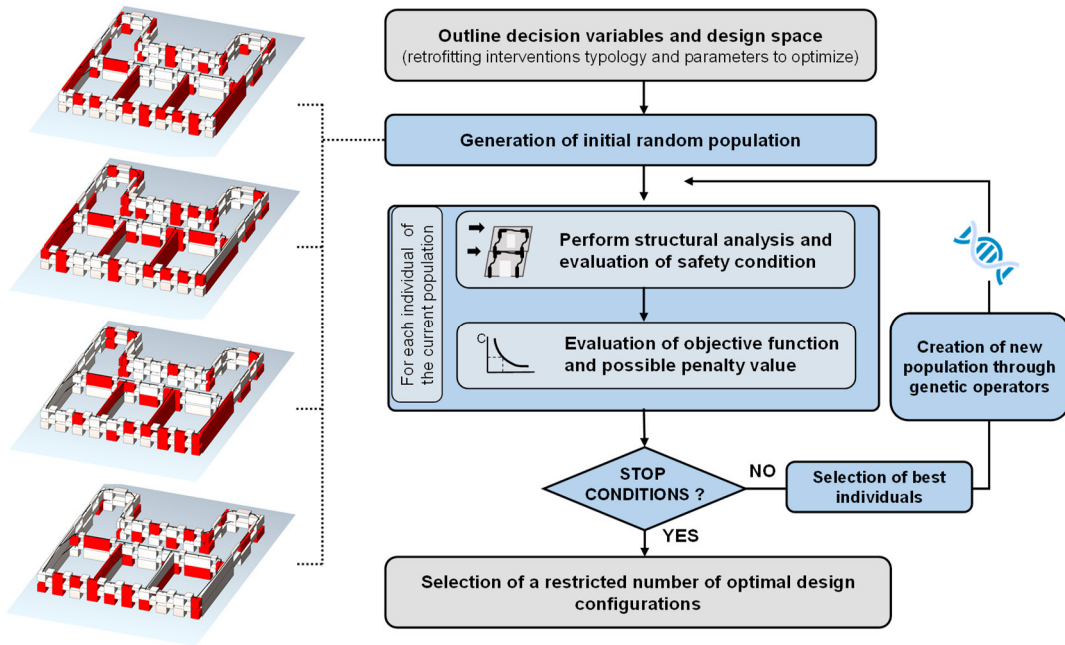 Outline decision variables and design space
(retrofitting interventions typology and parameters to optimize)
Generation of initial random population
For each individual of
the current population
Perform structural analysis and
evaluation of safety condition
C
Evaluation of objective function
and possible penalty value
Creation of new
population through
genetic operators
STOP
CONDITIONS ?
NO
Selection of best
individuals
YES
Selection of a restricted number of optimal design
configurations